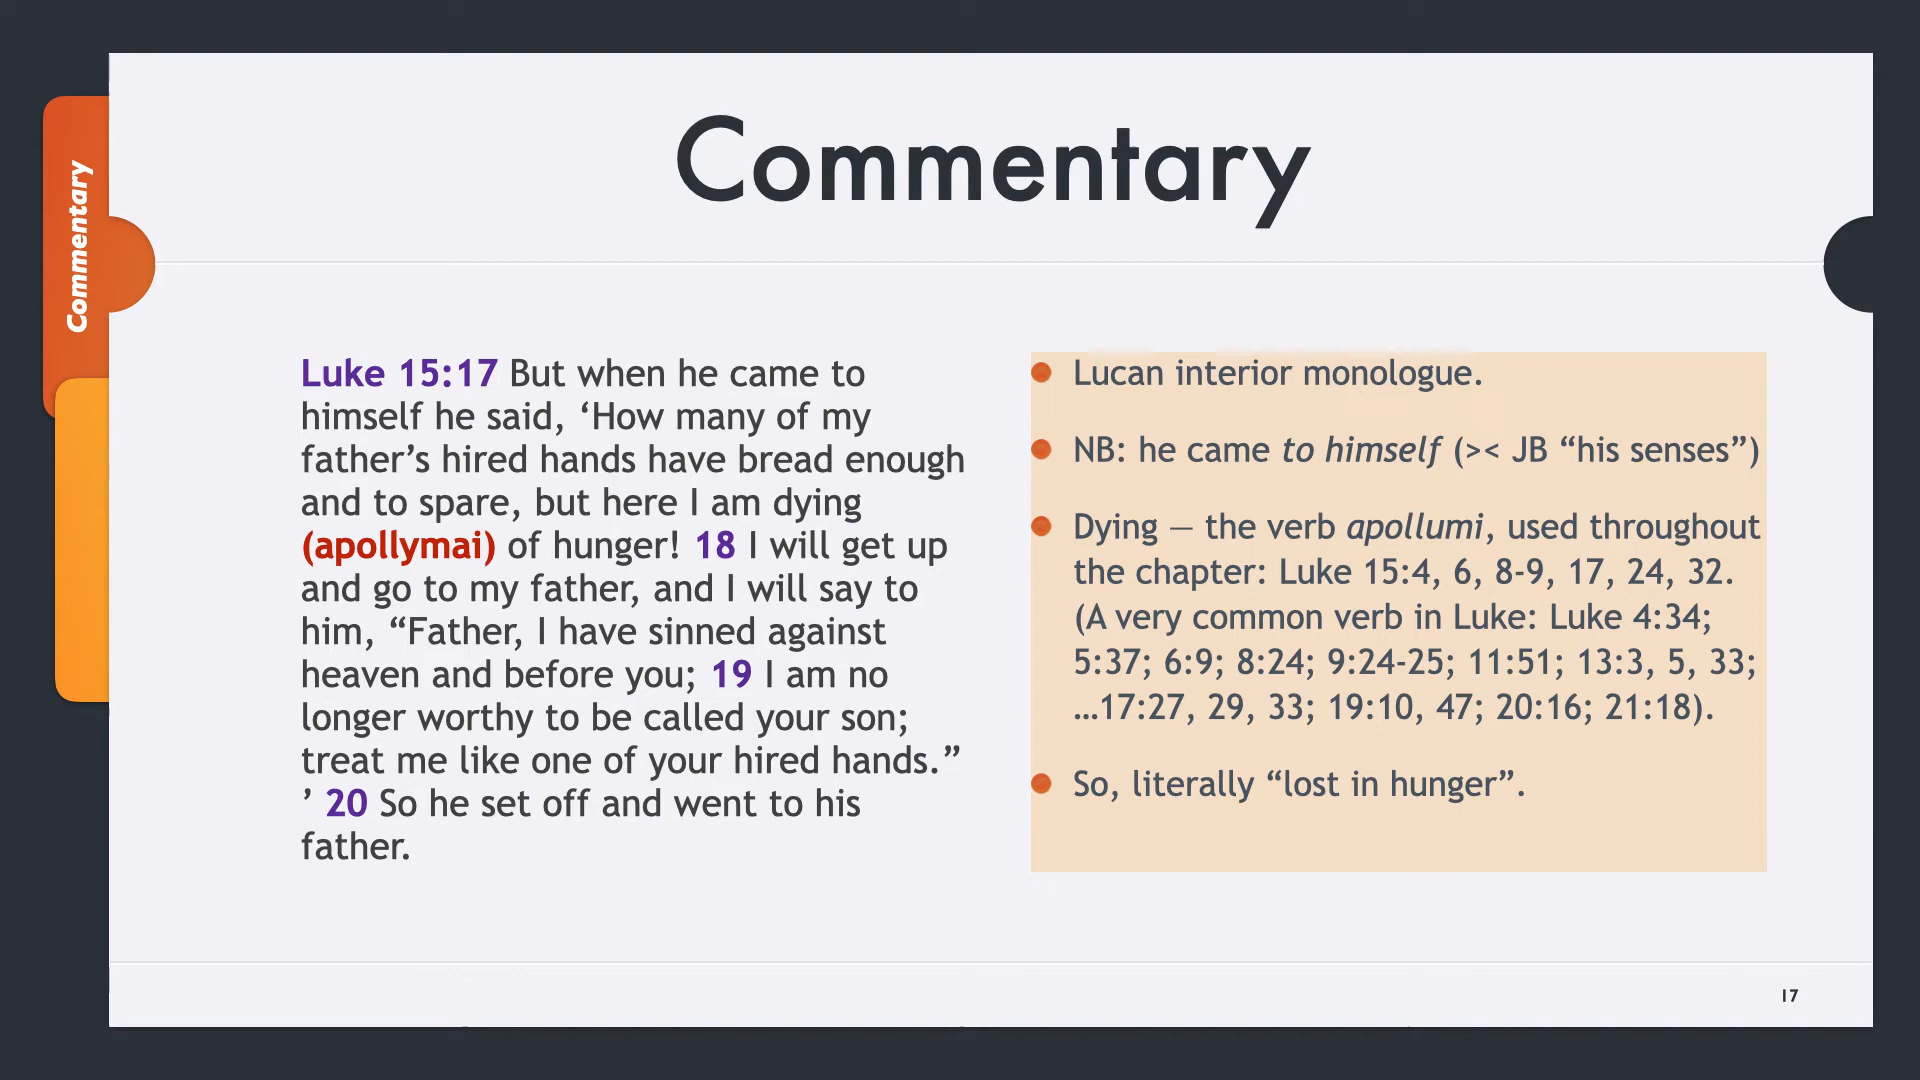 Commentary
Commentary
Luke 15:17 But when he came to
himself he said, ‘How many of my
father’s hired hands have bread enough
and to spare, but here I am dying
(apollymai) of hunger! 18 I will get up
and go to my father, and I will say to
him, “Father, I have sinned against
heaven and before you; 19 I am no
longer worthy to be called your son;
treat me like one of your hired hands.”
’ 20 So he set off and went to his
father.
Lucan interior monologue.
NB: he came to himself (>< JB “his senses”)
Dying — the verb apollumi, used throughout
the chapter: Luke 15:4, 6, 8-9, 17, 24, 32.
(A very common verb in Luke: Luke 4:34;
5:37; 6:9; 8:24; 9:24-25; 11:51; 13:3, 5, 33;
…17:27, 29, 33; 19:10, 47; 20:16; 21:18).
So, literally “lost in hunger”.
17